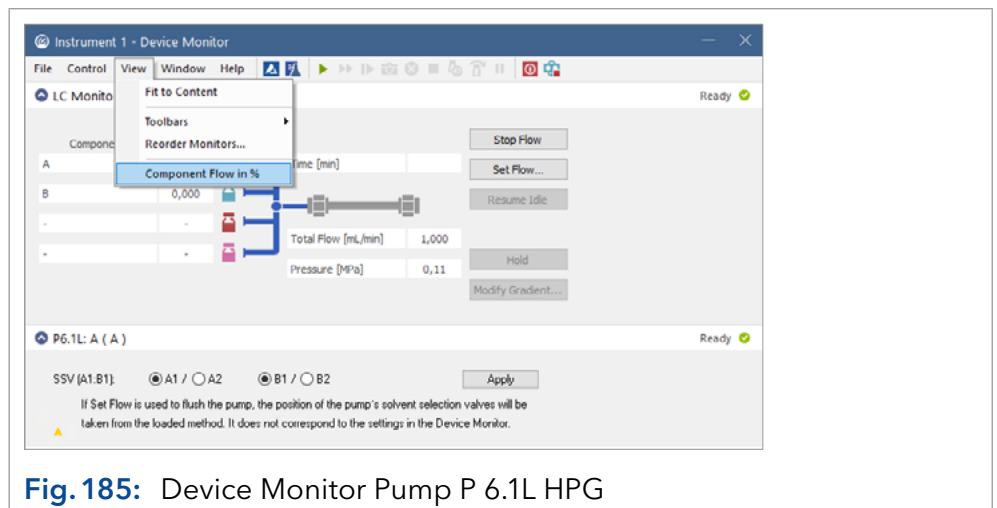 Instrument 1 - Device Monitor
File Control View Window Help
LC Monito
Ready
Fit to Content
Toolbars
Reorder Monitors...
Component Flow in %
Compone
Stop Flow
A
Time [min]
Set Flow...
B 0,000
Resume Idle
- -
Total Flow [mL/min] 1,000
- -
Pressure [MPa] 0,11
Hold
Modify Gradient...
P6.1L: A ( A )
Ready
SSV (A1:B1): A1 / A2 B1 / B2 Apply
If Set Flow is used to flush the pump, the position of the pump's solvent selection valves will be
taken from the loaded method. It does not correspond to the settings in the Device Monitor.
Fig. 185: Device Monitor Pump P 6.1L HPG